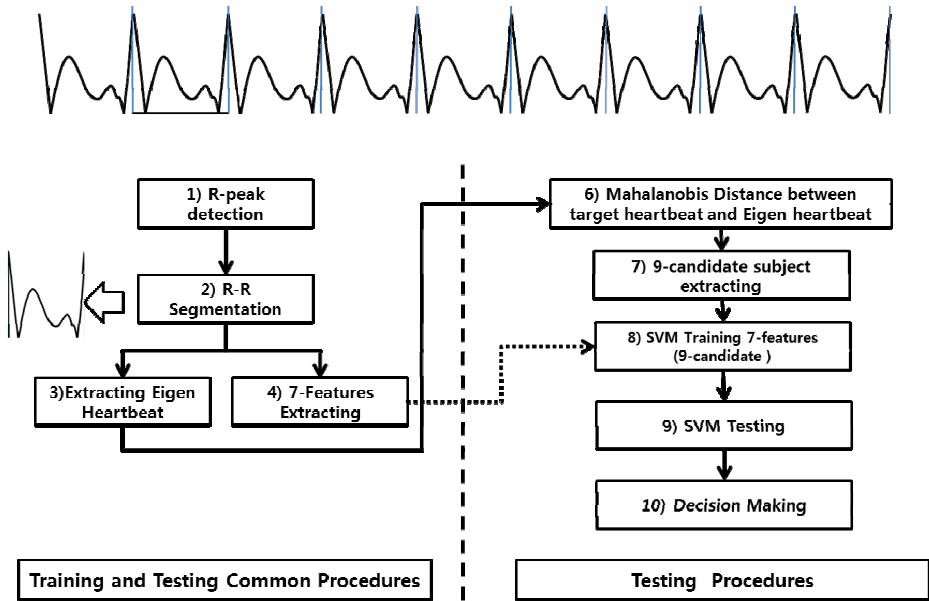 1) R-peak
detection
2) R-R
Segmentation
3)Extracting Eigen
Heartbeat
4) 7-Features
Extracting
Training and Testing Common Procedures
6) Mahalanobis Distance between
target heartbeat and Eigen heartbeat
7) 9-candidate subject
extracting
8) SVM Training 7-features
(9-candidate )
9) SVM Testing
10) Decision Making
Testing Procedures